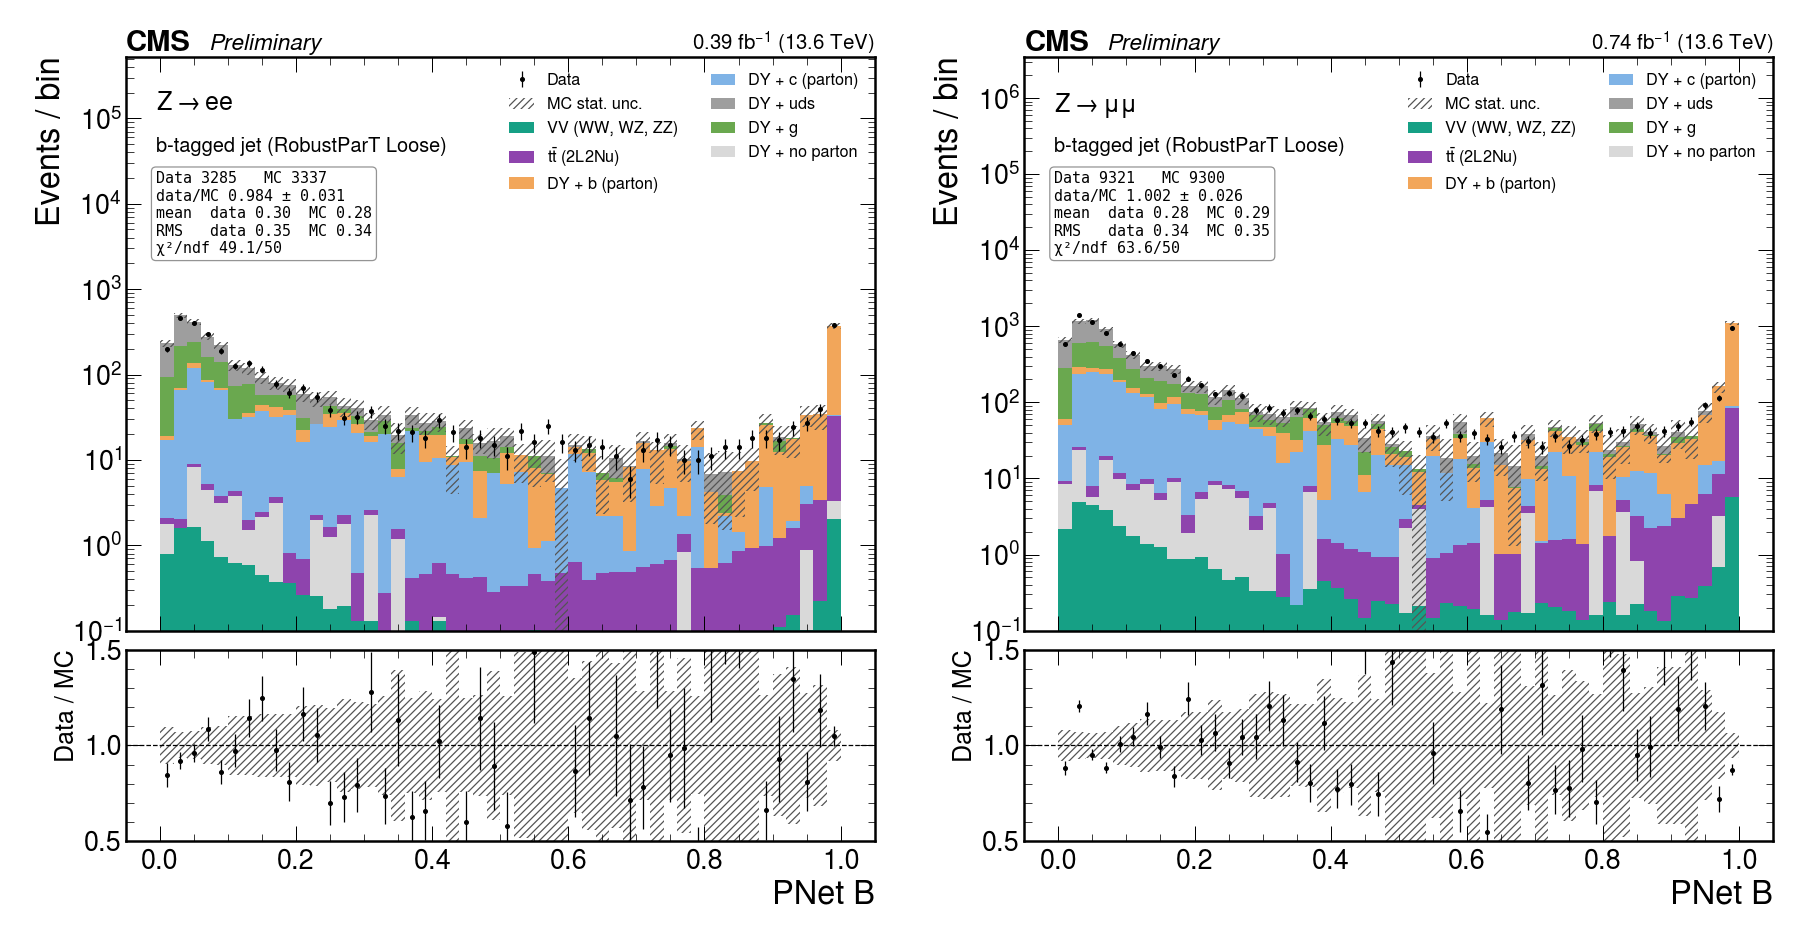 CMS Preliminary 0.39 fb⁻¹ (13.6 TeV)
Events / bin
Z → ee
b-tagged jet (RobustParT Loose)
Data 3285 MC 3337
data/MC 0.984 ± 0.031
mean data 0.30 MC 0.28
RMS data 0.35 MC 0.34
χ²/ndf 49.1/50
Data
MC stat. unc.
VV (WW, WZ, ZZ)
tt̄ (2L2Nu)
DY + b (parton)
DY + c (parton)
DY + uds
DY + g
DY + no parton
10⁵
10⁴
10³
10²
10¹
10⁰
10⁻¹
Data / MC
1.5
1.0
0.5
0.0 0.2 0.4 0.6 0.8 1.0
PNet B
CMS Preliminary 0.74 fb⁻¹ (13.6 TeV)
Events / bin
Z → μμ
b-tagged jet (RobustParT Loose)
Data 9321 MC 9300
data/MC 1.002 ± 0.026
mean data 0.28 MC 0.29
RMS data 0.34 MC 0.35
χ²/ndf 63.6/50
Data
MC stat. unc.
VV (WW, WZ, ZZ)
tt̄ (2L2Nu)
DY + b (parton)
DY + c (parton)
DY + uds
DY + g
DY + no parton
10⁶
10⁵
10⁴
10³
10²
10¹
10⁰
10⁻¹
Data / MC
1.5
1.0
0.5
0.0 0.2 0.4 0.6 0.8 1.0
PNet B